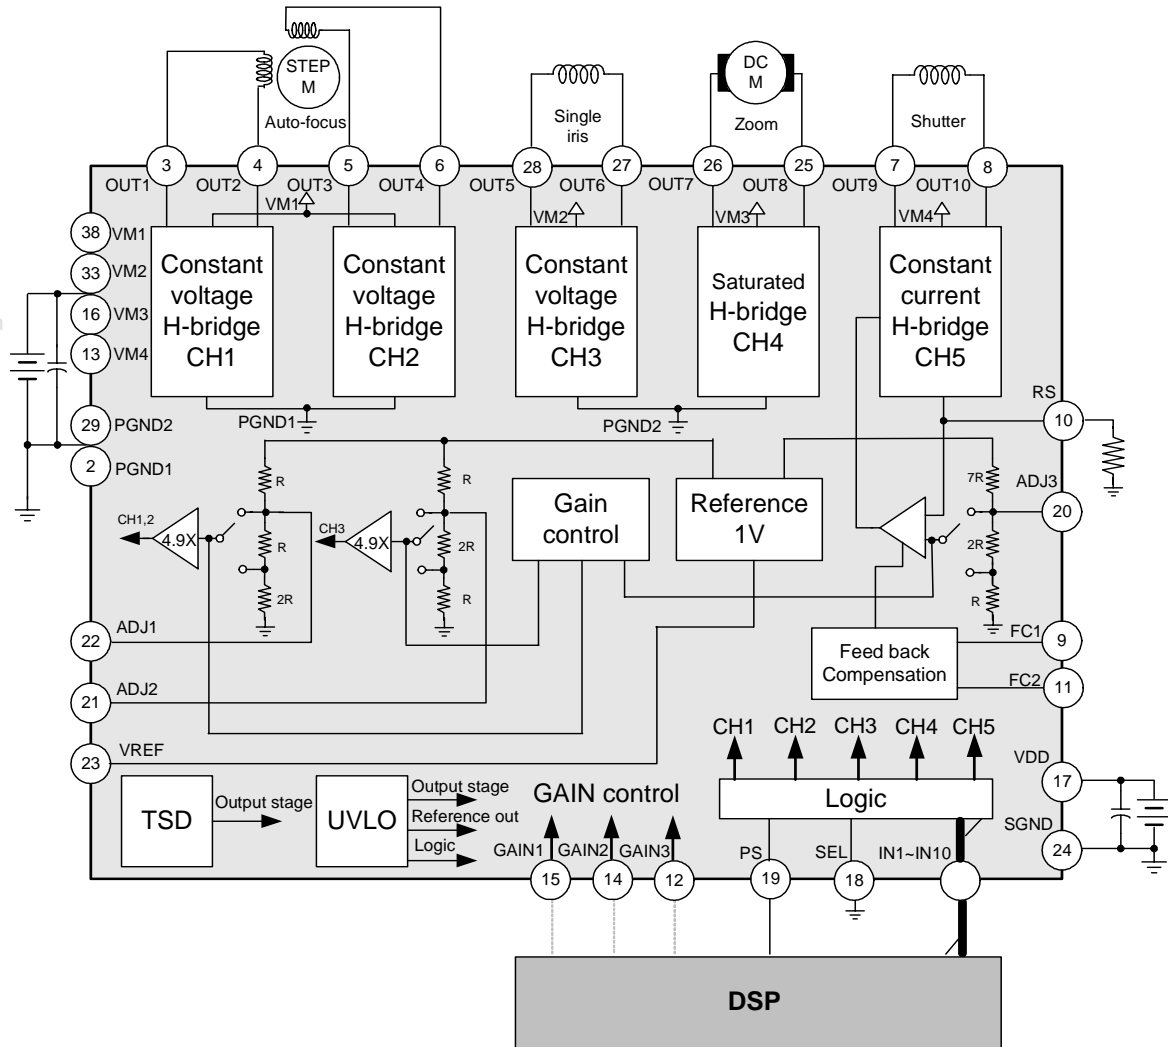 STEP
M
Auto-focus
Single
iris
DC
M
Zoom
Shutter
3
4
5
6
28
27
26
25
7
8
OUT1
OUT2
OUT3
OUT4
OUT5
OUT6
OUT7
OUT8
OUT9
OUT10
VM1
VM2
VM3
VM4
38
VM1
33
VM2
16
VM3
13
VM4
29
PGND2
2
PGND1
Constant
voltage
H-bridge
CH1
Constant
voltage
H-bridge
CH2
Constant
voltage
H-bridge
CH3
Saturated
H-bridge
CH4
Constant
current
H-bridge
CH5
PGND1
PGND2
RS
10
ADJ3
20
CH1,2
4.9X
R
R
2R
CH3
4.9X
R
2R
R
Gain
control
Reference
1V
7R
2R
R
22
ADJ1
21
ADJ2
23
VREF
Feed back
Compensation
FC1
9
FC2
11
CH1
CH2
CH3
CH4
CH5
Logic
VDD
17
SGND
24
TSD
Output stage
UVLO
Output stage
Reference out
Logic
GAIN control
GAIN1
GAIN2
GAIN3
PS
SEL
IN1~IN10
15
14
12
19
18
DSP